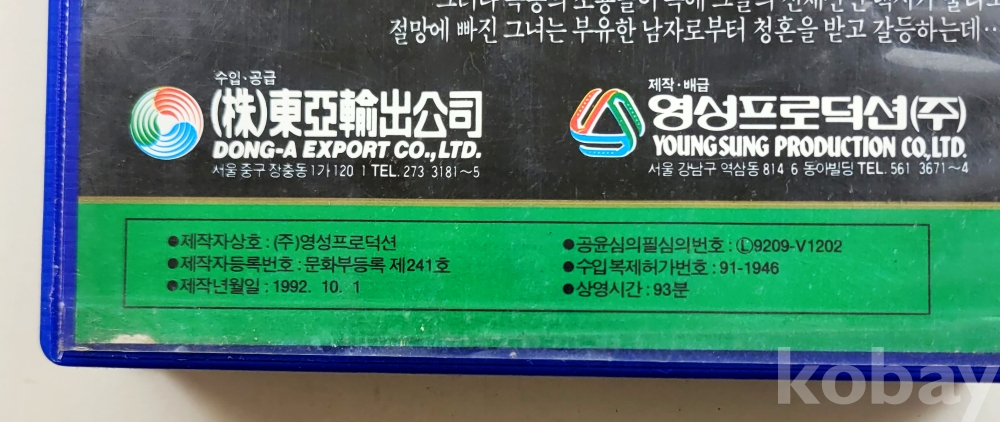 절망에 빠진 그녀는 부유한 남자로부터 청혼을 받고 갈등하는데…
수입·공급
(株)東亞輸出公司
DONG-A EXPORT CO., LTD.
서울 중구 장충동 1가 120 1 TEL. 273 3181~5
제작·배급
영성프로덕션(주)
YOUNG SUNG PRODUCTION CO, LTD.
서울 강남구 역삼동 814 6 동아빌딩 TEL. 561 3671~4
●제작자상호 : (주)영성프로덕션
●제작자등록번호 : 문화부등록 제241호
●제작년월일 : 1992. 10. 1
●공윤심의필심의번호 : Ⓛ9209-V1202
●수입복제허가번호 : 91-1946
●상영시간 : 93분
kobay